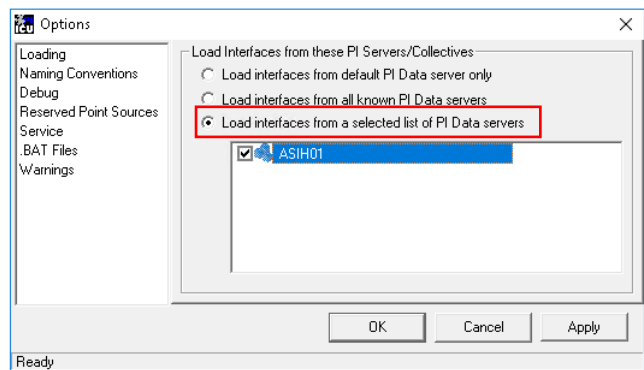 Options
Loading
Naming Conventions
Debug
Reserved Point Sources
Service
.BAT Files
Warnings
Load Interfaces from these PI Servers/Collectives
Load interfaces from default PI Data server only
Load interfaces from all known PI Data servers
Load interfaces from a selected list of PI Data servers
ASIH01
OK
Cancel
Apply
Ready